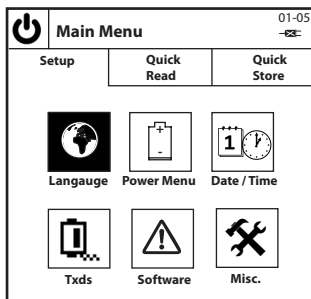 01-05
Main Menu
Setup
Quick Read
Quick Store
1
Langauge
Power Menu
Date / Time
Txds
Software
Misc.